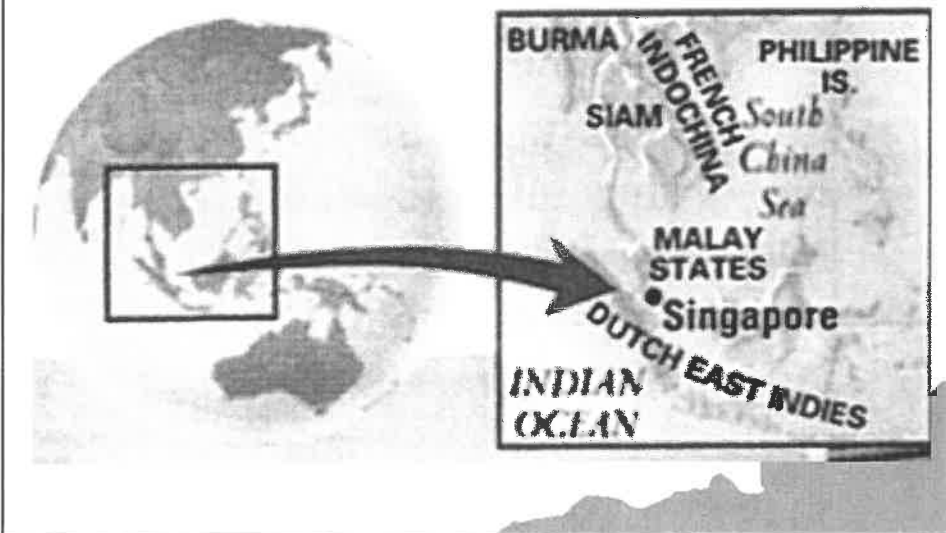 BURMA
FRENCH
INDOCHINA
PHILIPPINE
IS.
SIAM
South
China
Sea
MALAY
STATES
Singapore
DUTCH EAST INDIES
INDIAN
OCEAN